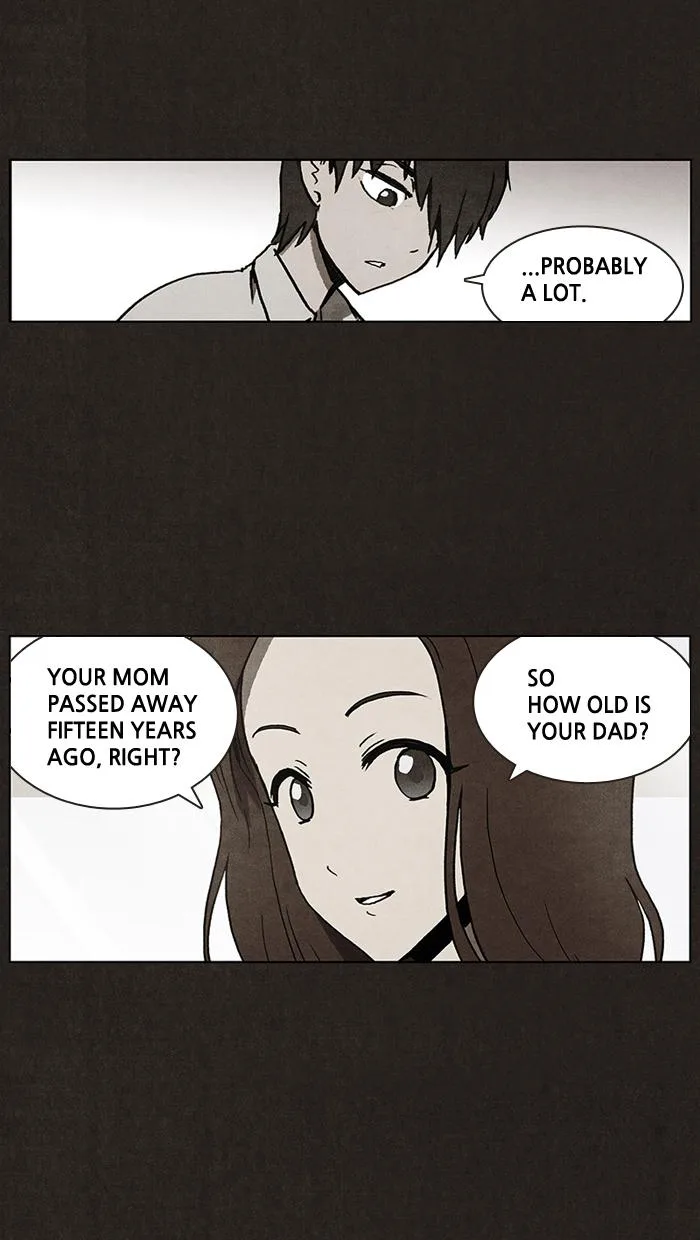 ...PROBABLY
A LOT.
YOUR MOM
PASSED AWAY
FIFTEEN YEARS
AGO, RIGHT?
SO
HOW OLD IS
YOUR DAD?